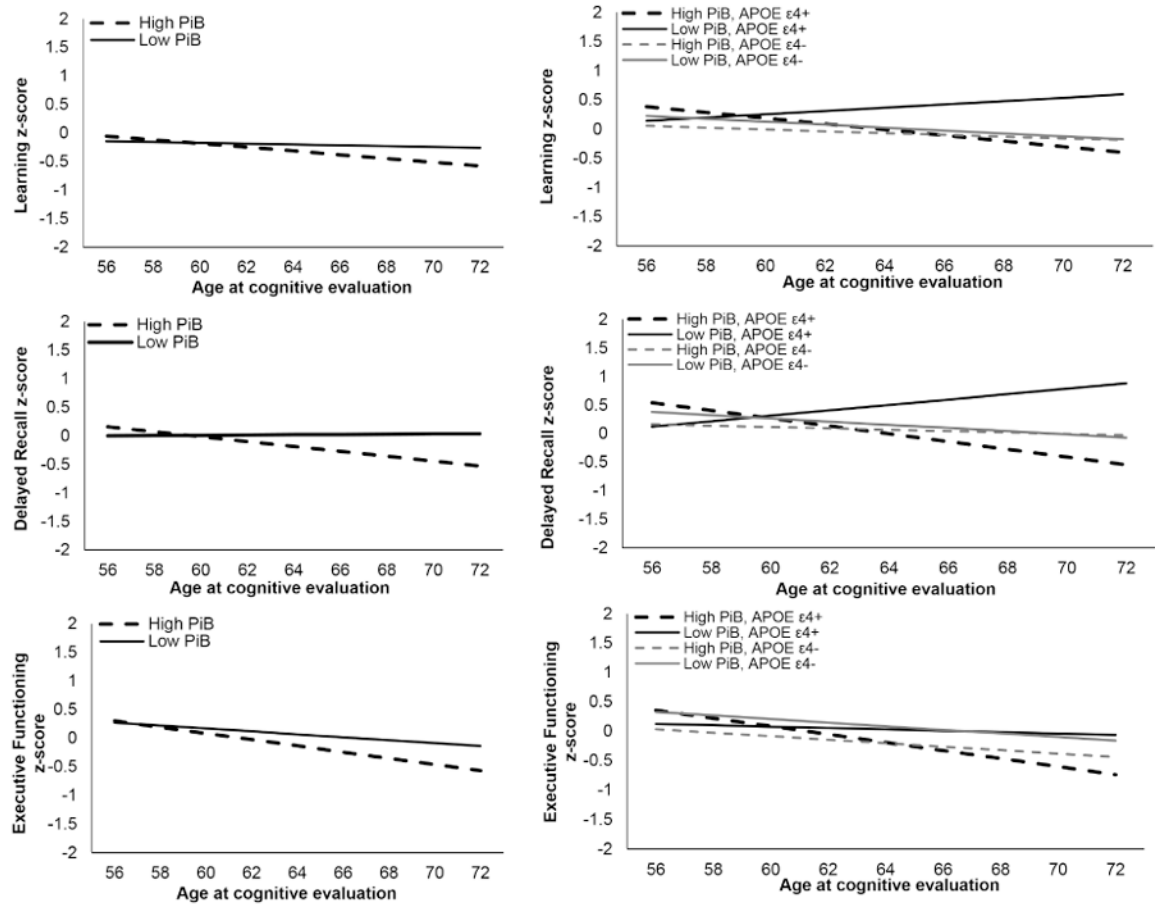 High PiB
Low PiB
2
1.5
1
0.5
0
-0.5
-1
-1.5
-2
Learning z-score
56 58 60 62 64 66 68 70 72
Age at cognitive evaluation
High PiB, APOE ε4+
Low PiB, APOE ε4+
High PiB, APOE ε4-
Low PiB, APOE ε4-
2
1.5
1
0.5
0
-0.5
-1
-1.5
-2
Learning z-score
56 58 60 62 64 66 68 70 72
Age at cognitive evaluation
High PiB
Low PiB
2
1.5
1
0.5
0
-0.5
-1
-1.5
-2
Delayed Recall z-score
56 58 60 62 64 66 68 70 72
Age at cognitive evaluation
High PiB, APOE ε4+
Low PiB, APOE ε4+
High PiB, APOE ε4-
Low PiB, APOE ε4-
2
1.5
1
0.5
0
-0.5
-1
-1.5
-2
Delayed Recall z-score
56 58 60 62 64 66 68 70 72
Age at cognitive evaluation
High PiB
Low PiB
2
1.5
1
0.5
0
-0.5
-1
-1.5
-2
Executive Functioning
z-score
56 58 60 62 64 66 68 70 72
Age at cognitive evaluation
High PiB, APOE ε4+
Low PiB, APOE ε4+
High PiB, APOE ε4-
Low PiB, APOE ε4-
2
1.5
1
0.5
0
-0.5
-1
-1.5
-2
Executive Functioning
z-score
56 58 60 62 64 66 68 70 72
Age at cognitive evaluation